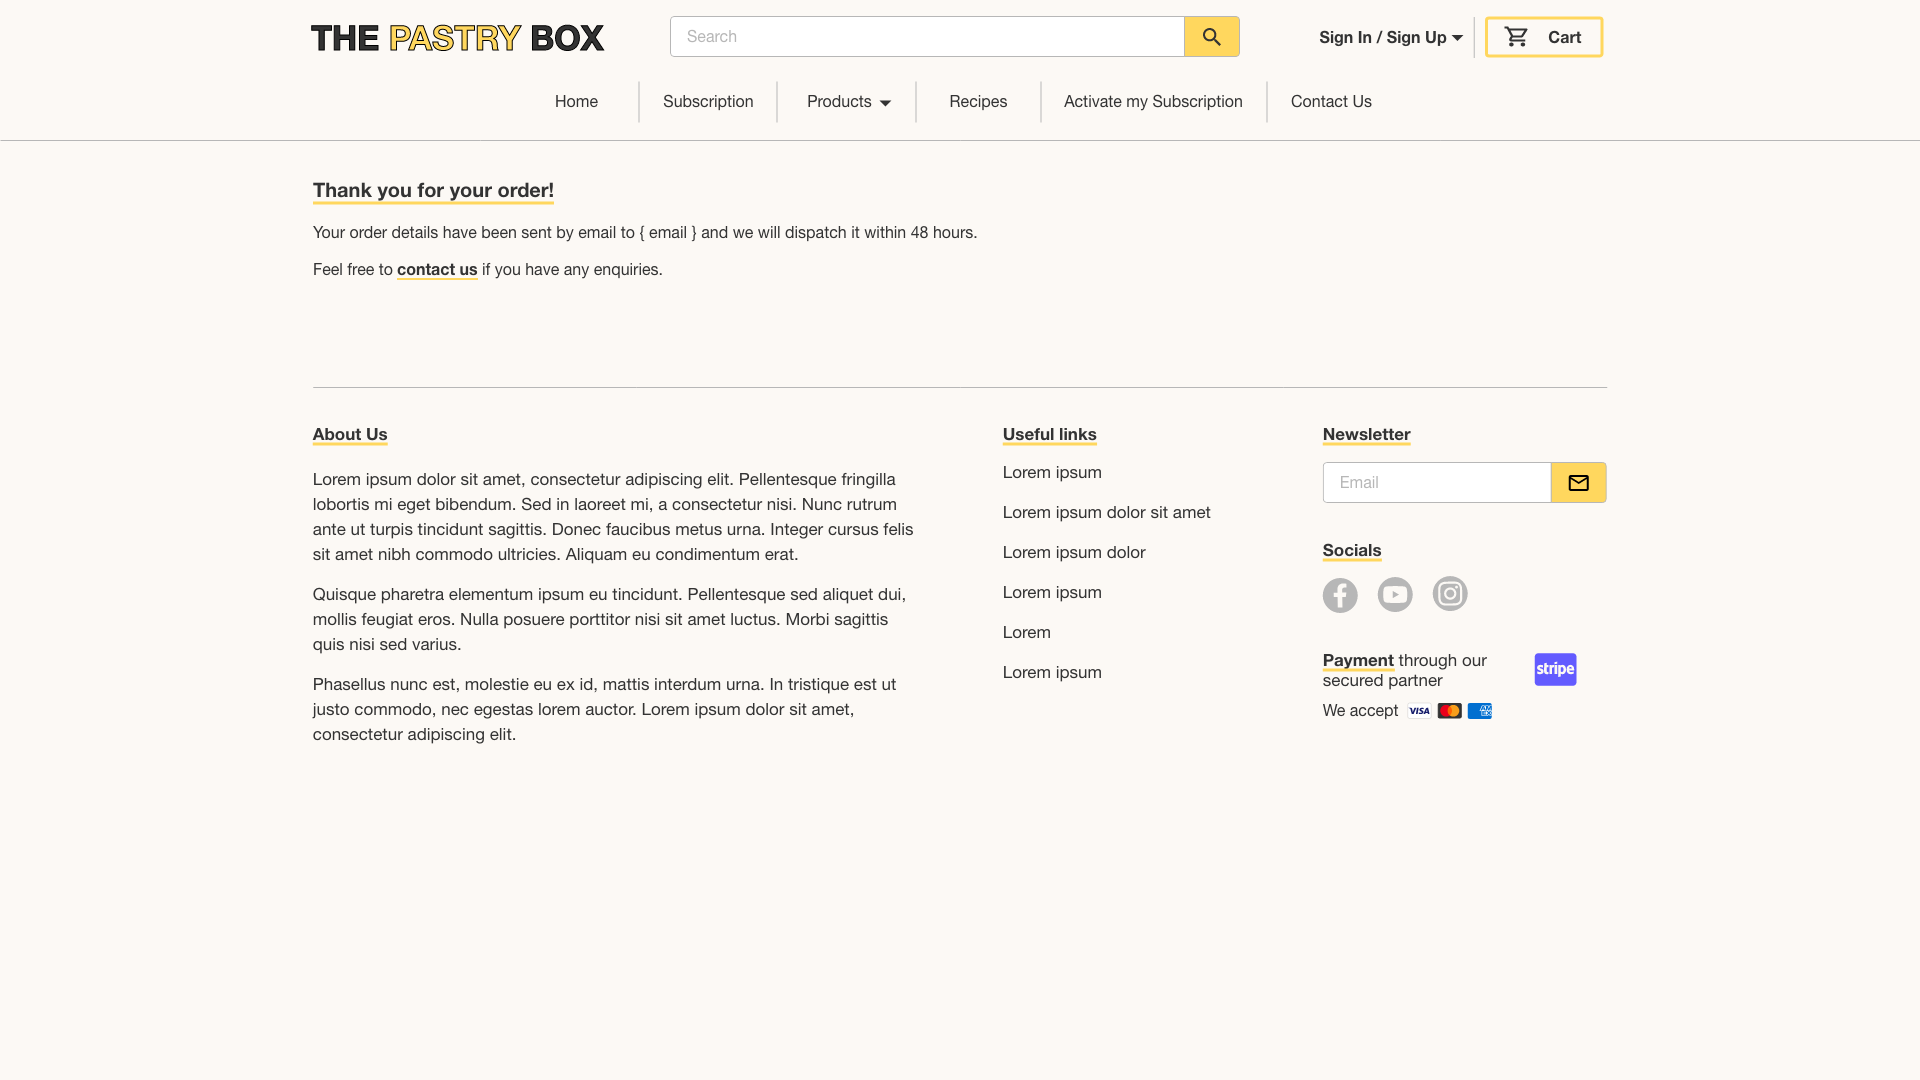 THE PASTRY BOX
Search
Sign In / Sign Up
Cart
Home
Subscription
Products
Recipes
Activate my Subscription
Contact Us
Thank you for your order!
Your order details have been sent by email to { email } and we will dispatch it within 48 hours.
Feel free to contact us if you have any enquiries.
About Us
Lorem ipsum dolor sit amet, consectetur adipiscing elit. Pellentesque fringilla
lobortis mi eget bibendum. Sed in laoreet mi, a consectetur nisi. Nunc rutrum
ante ut turpis tincidunt sagittis. Donec faucibus metus urna. Integer cursus felis
sit amet nibh commodo ultricies. Aliquam eu condimentum erat.
Quisque pharetra elementum ipsum eu tincidunt. Pellentesque sed aliquet dui,
mollis feugiat eros. Nulla posuere porttitor nisi sit amet luctus. Morbi sagittis
quis nisi sed varius.
Phasellus nunc est, molestie eu ex id, mattis interdum urna. In tristique est ut
justo commodo, nec egestas lorem auctor. Lorem ipsum dolor sit amet,
consectetur adipiscing elit.
Useful links
Lorem ipsum
Lorem ipsum dolor sit amet
Lorem ipsum dolor
Lorem ipsum
Lorem
Lorem ipsum
Newsletter
Email
Socials
Payment through our
secured partner
stripe
We accept
VISA
AM
EX